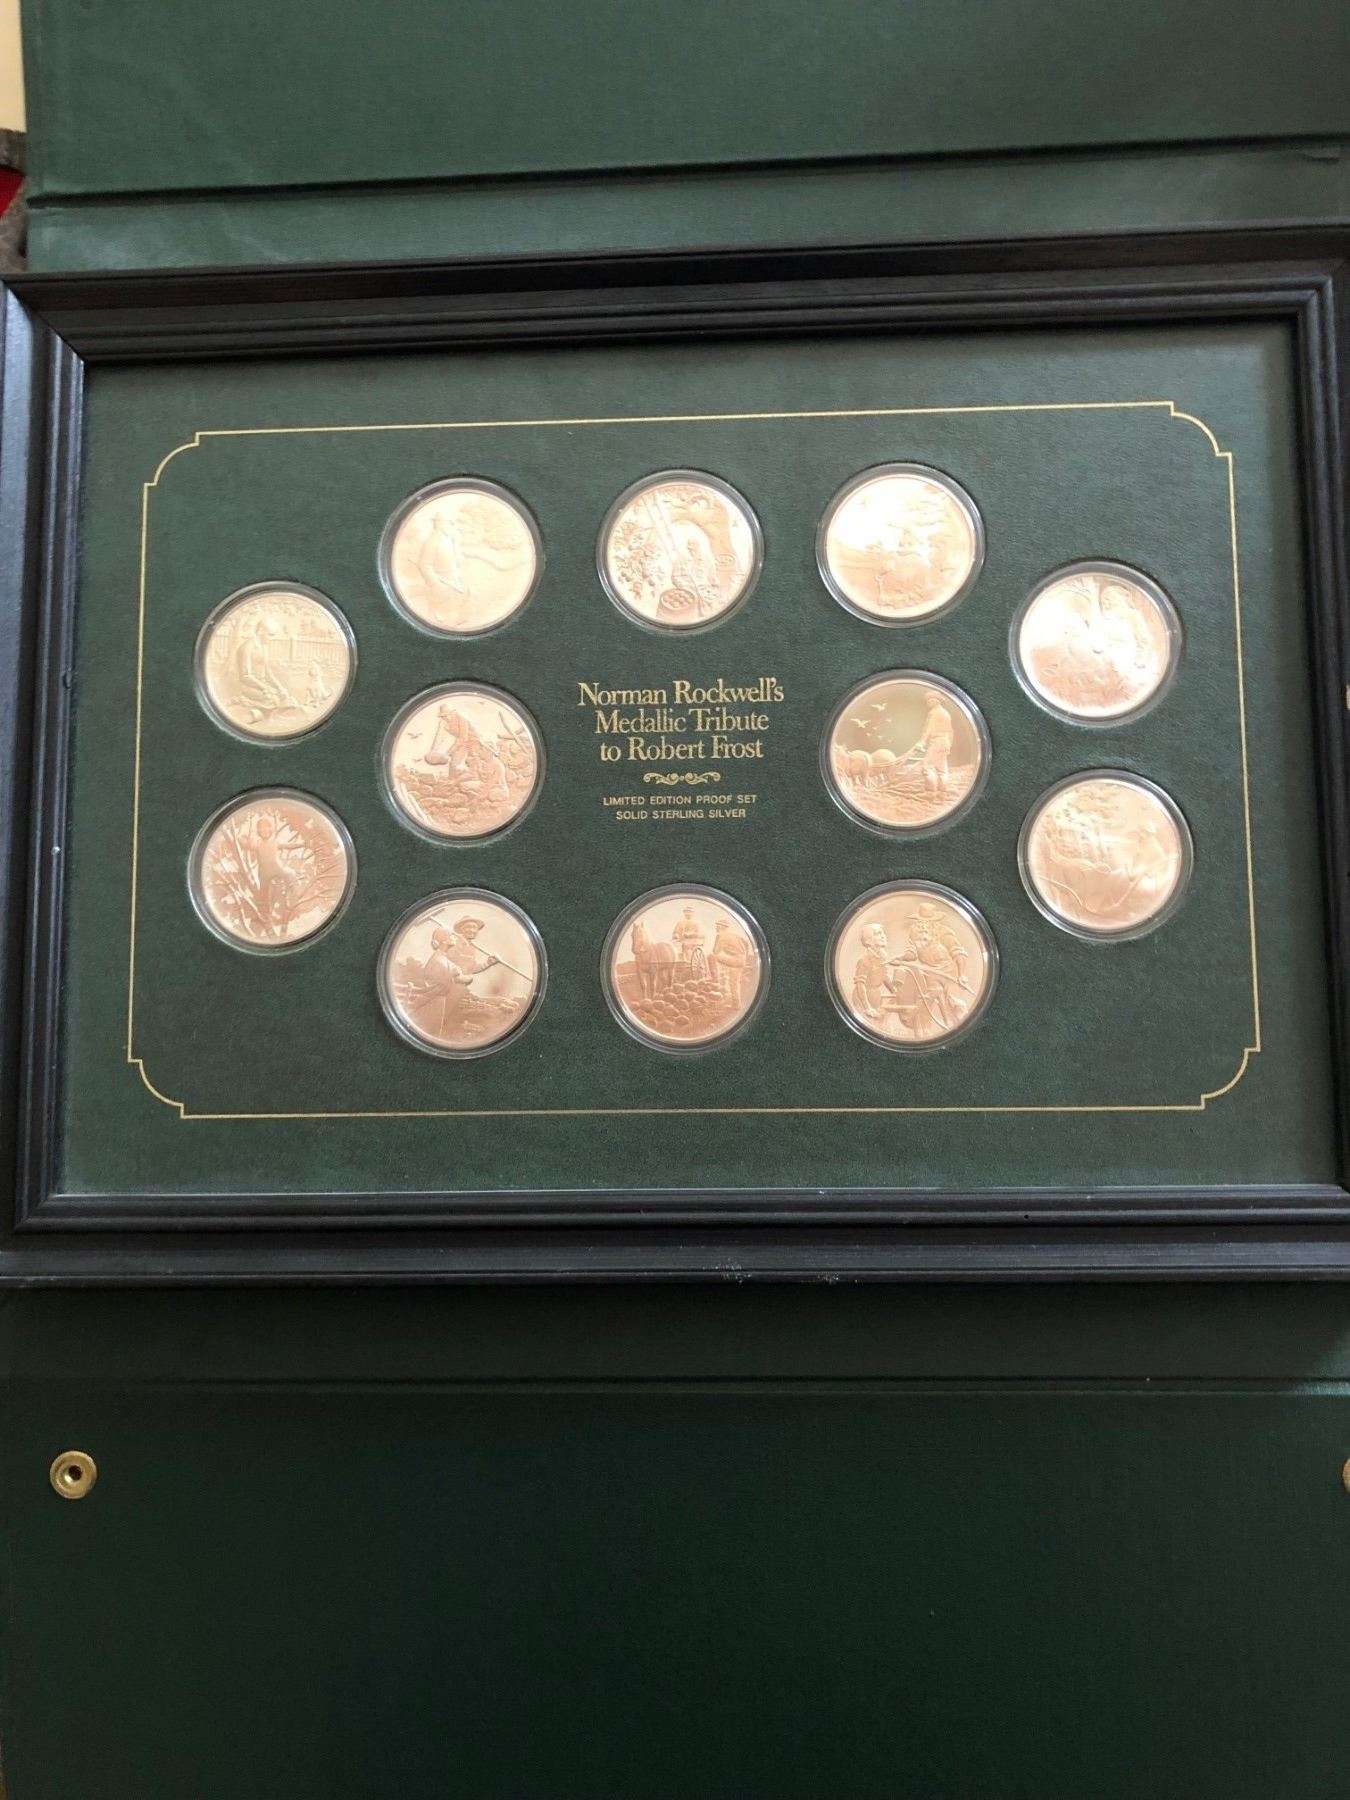 Norman Rockwell's
Medallic Tribute
to Robert Frost
LIMITED EDITION PROOF SET
SOLID STERLING SILVER